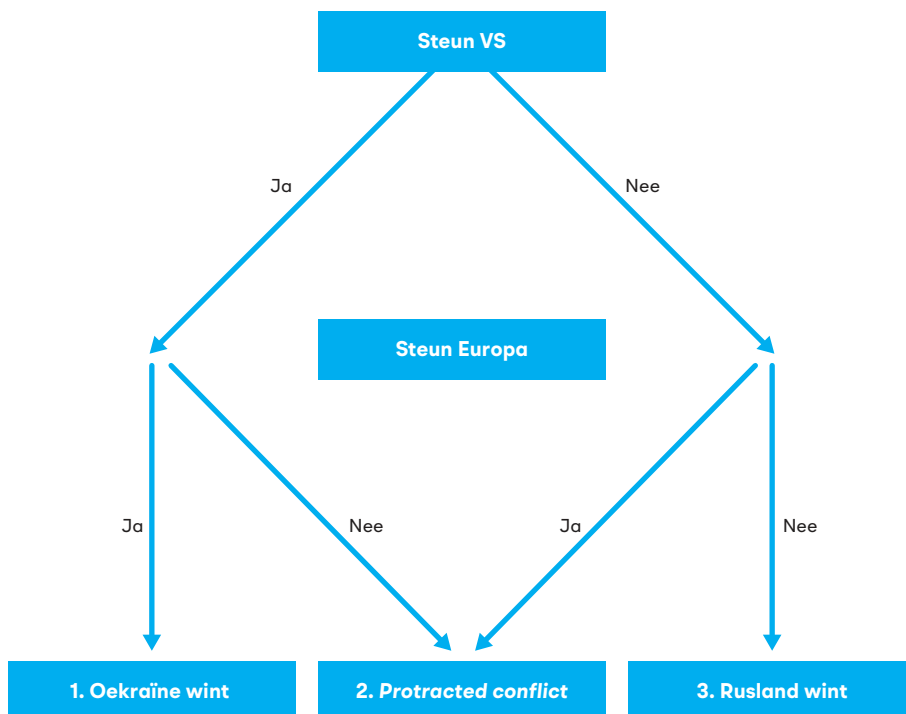 Steun VS
Ja
Nee
Steun Europa
Ja
Nee
Ja
Nee
1. Oekraïne wint
2. Protracted conflict
3. Rusland wint